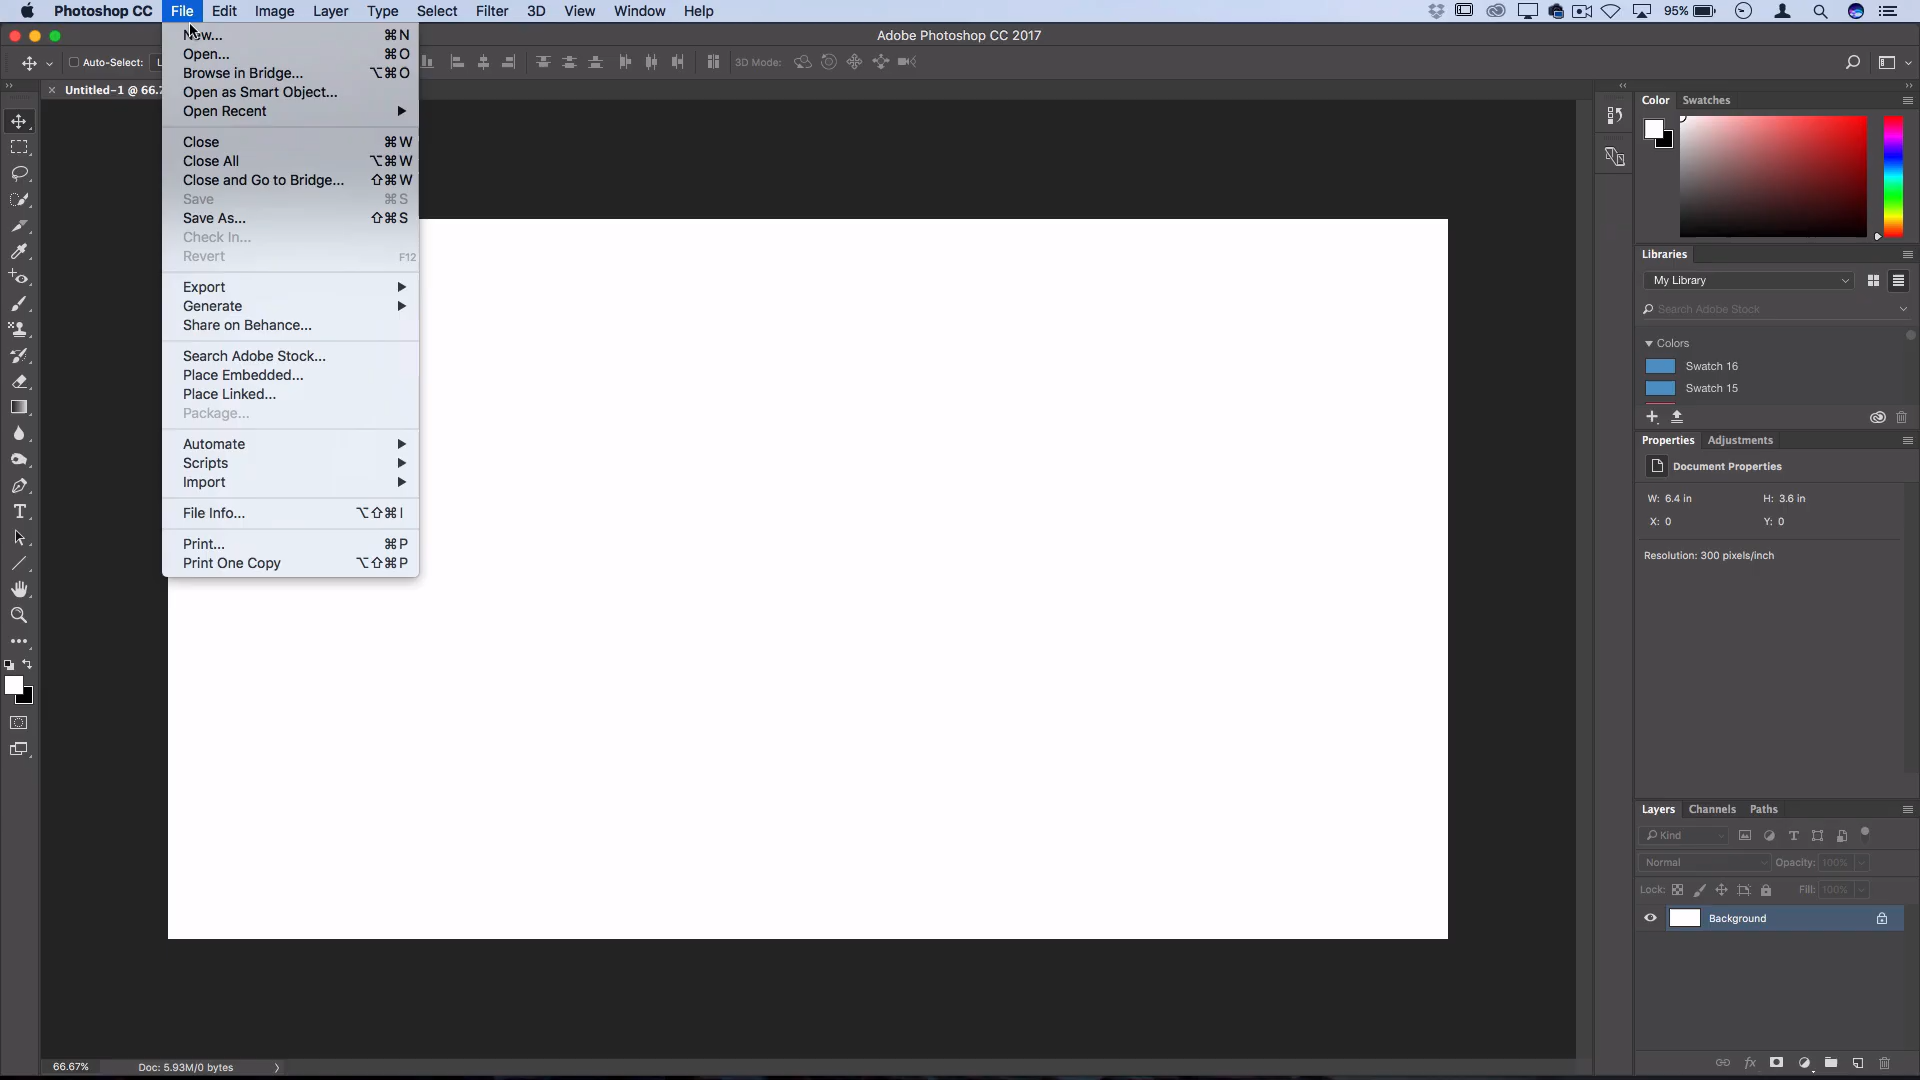 Photoshop CC File Edit Image Layer Type Select Filter 3D View Window Help 95%
Adobe Photoshop CC 2017
Auto-Select: 3D Mode:
Untitled-1 @ 66.7
New... ⌘N
Open... ⌘O
Browse in Bridge... ⌥⌘O
Open as Smart Object...
Open Recent
Close ⌘W
Close All ⌥⌘W
Close and Go to Bridge... ⇧⌘W
Save ⌘S
Save As... ⇧⌘S
Check In...
Revert F12
Export
Generate
Share on Behance...
Search Adobe Stock...
Place Embedded...
Place Linked...
Package...
Automate
Scripts
Import
File Info... ⌥⇧⌘I
Print... ⌘P
Print One Copy ⌥⇧⌘P
Color Swatches
Libraries
My Library
Search Adobe Stock
Colors
Swatch 16
Swatch 15
Properties Adjustments
Document Properties
W: 6.4 in H: 3.6 in
X: 0 Y: 0
Resolution: 300 pixels/inch
Layers Channels Paths
Kind
Normal Opacity: 100%
Lock: Fill: 100%
Background
66.67% Doc: 5.93M/0 bytes